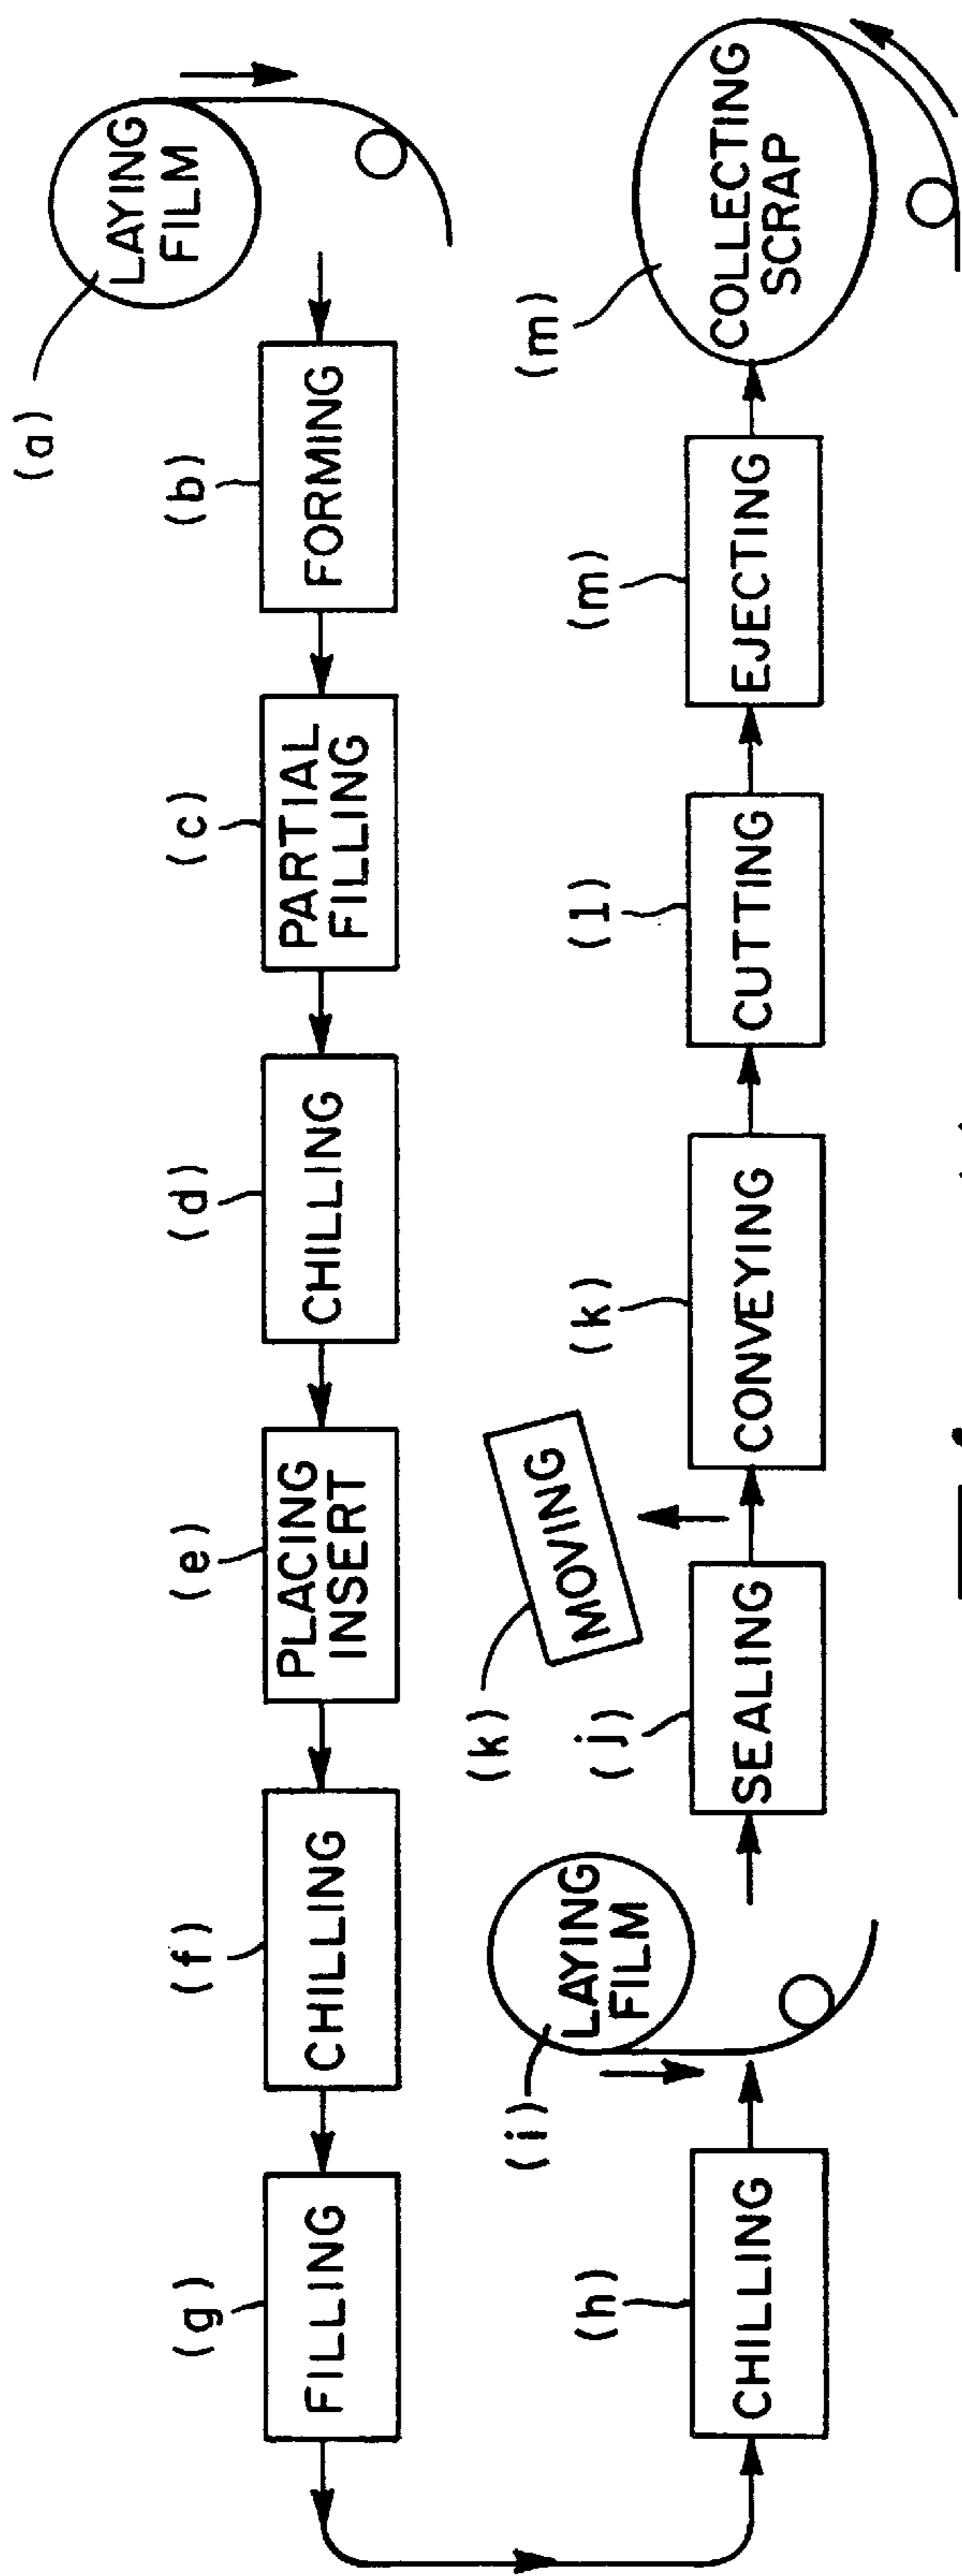 (a)
LAYING
FILM
(b)
FORMING
(c)
PARTIAL
FILLING
(d)
CHILLING
(e)
PLACING
INSERT
(f)
CHILLING
(g)
FILLING
(h)
CHILLING
(i)
LAYING
FILM
(j)
SEALING
(k)
MOVING
(k)
CONVEYING
(l)
CUTTING
(m)
EJECTING
(m)
COLLECTING
SCRAP